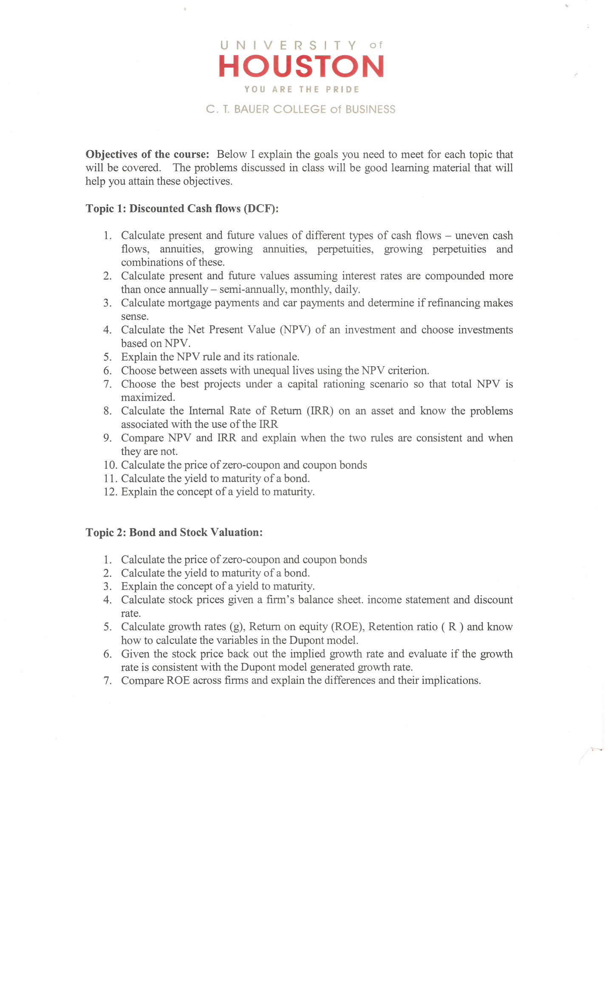 UNIVERSITY of
HOUSTON
YOU ARE THE PRIDE
C. T. BAUER COLLEGE of BUSINESS
Objectives of the course: Below I explain the goals you need to meet for each topic that
will be covered. The problems discussed in class will be good learning material that will
help you attain these objectives.
Topic 1: Discounted Cash flows (DCF):
1. Calculate present and future values of different types of cash flows – uneven cash
flows, annuities, growing annuities, perpetuities, growing perpetuities and
combinations of these.
2. Calculate present and future values assuming interest rates are compounded more
than once annually – semi-annually, monthly, daily.
3. Calculate mortgage payments and car payments and determine if refinancing makes
sense.
4. Calculate the Net Present Value (NPV) of an investment and choose investments
based on NPV.
5. Explain the NPV rule and its rationale.
6. Choose between assets with unequal lives using the NPV criterion.
7. Choose the best projects under a capital rationing scenario so that total NPV is
maximized.
8. Calculate the Internal Rate of Return (IRR) on an asset and know the problems
associated with the use of the IRR
9. Compare NPV and IRR and explain when the two rules are consistent and when
they are not.
10. Calculate the price of zero-coupon and coupon bonds
11. Calculate the yield to maturity of a bond.
12. Explain the concept of a yield to maturity.
Topic 2: Bond and Stock Valuation:
1. Calculate the price of zero-coupon and coupon bonds
2. Calculate the yield to maturity of a bond.
3. Explain the concept of a yield to maturity.
4. Calculate stock prices given a firm's balance sheet. income statement and discount
rate.
5. Calculate growth rates (g), Return on equity (ROE), Retention ratio ( R ) and know
how to calculate the variables in the Dupont model.
6. Given the stock price back out the implied growth rate and evaluate if the growth
rate is consistent with the Dupont model generated growth rate.
7. Compare ROE across firms and explain the differences and their implications.